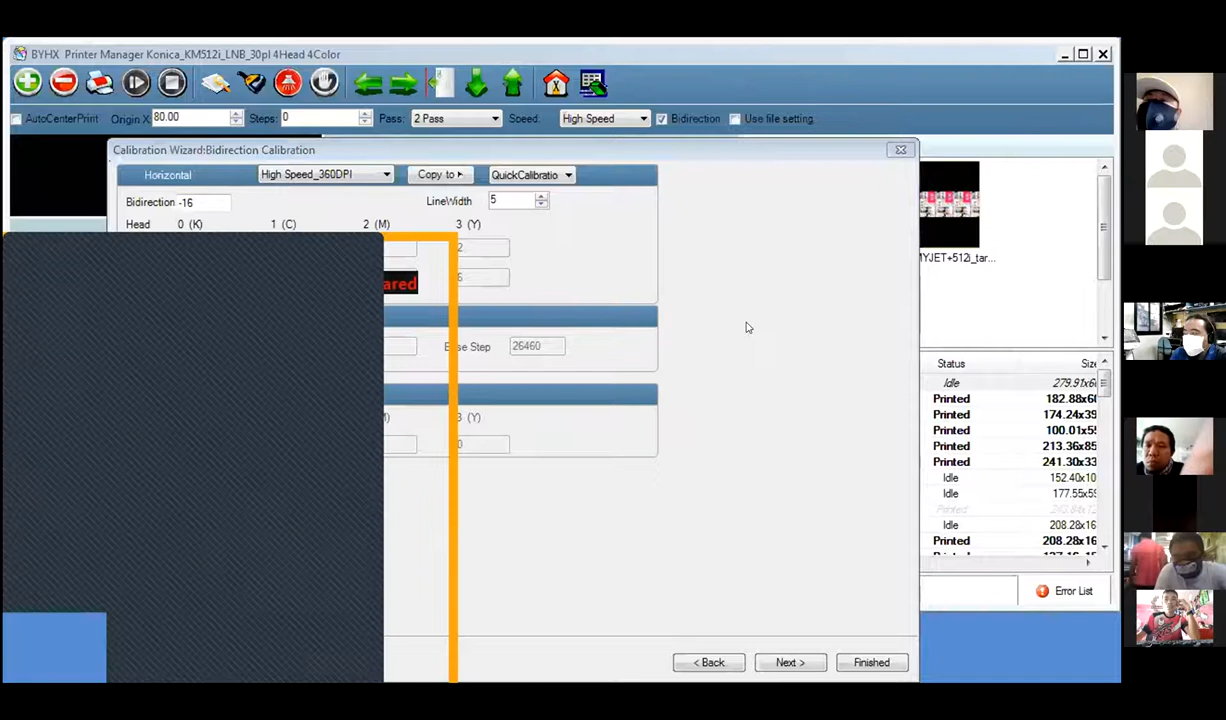 BYHX Printer Manager Konica_KM512i_LNB_30pl 4Head 4Color
AutoCenterPrint Origin X 80.00 Steps: 0 Pass: 2 Pass Speed: High Speed Bidirection Use file setting.
Calibration Wizard:Bidirection Calibration
Horizontal High Speed_360DPI Copy to QuickCalibratio
Bidirection -16 LineWidth 5
Head 0 (K) 1 (C) 2 (M) 3 (Y)
2
ared 6
Step 26460
3 (Y)
0
< Back Next > Finished
MYJET+512i_tar...
Status Size
Idle 279.91x6
Printed 182.88x6
Printed 174.24x39
Printed 100.01x5
Printed 213.36x85
Printed 241.30x33
Idle 152.40x10
Idle 177.55x5
Printed
Idle 208.28x16
Printed 208.28x16
Error List